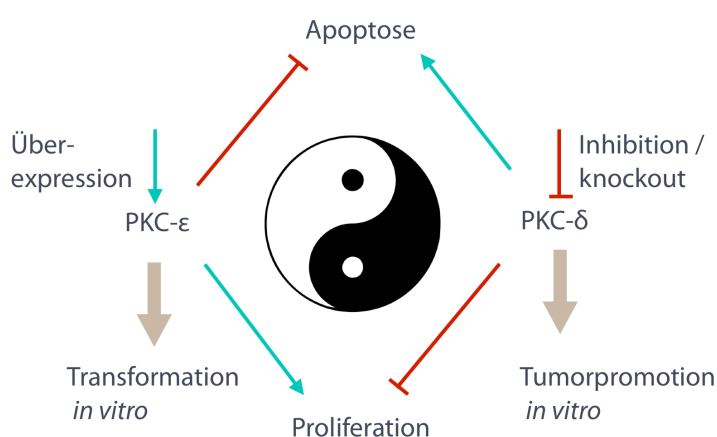 Apoptose
Über-
expression
Inhibition /
knockout
PKC-ε
PKC-δ
Transformation
in vitro
Tumorpromotion
in vitro
Proliferation